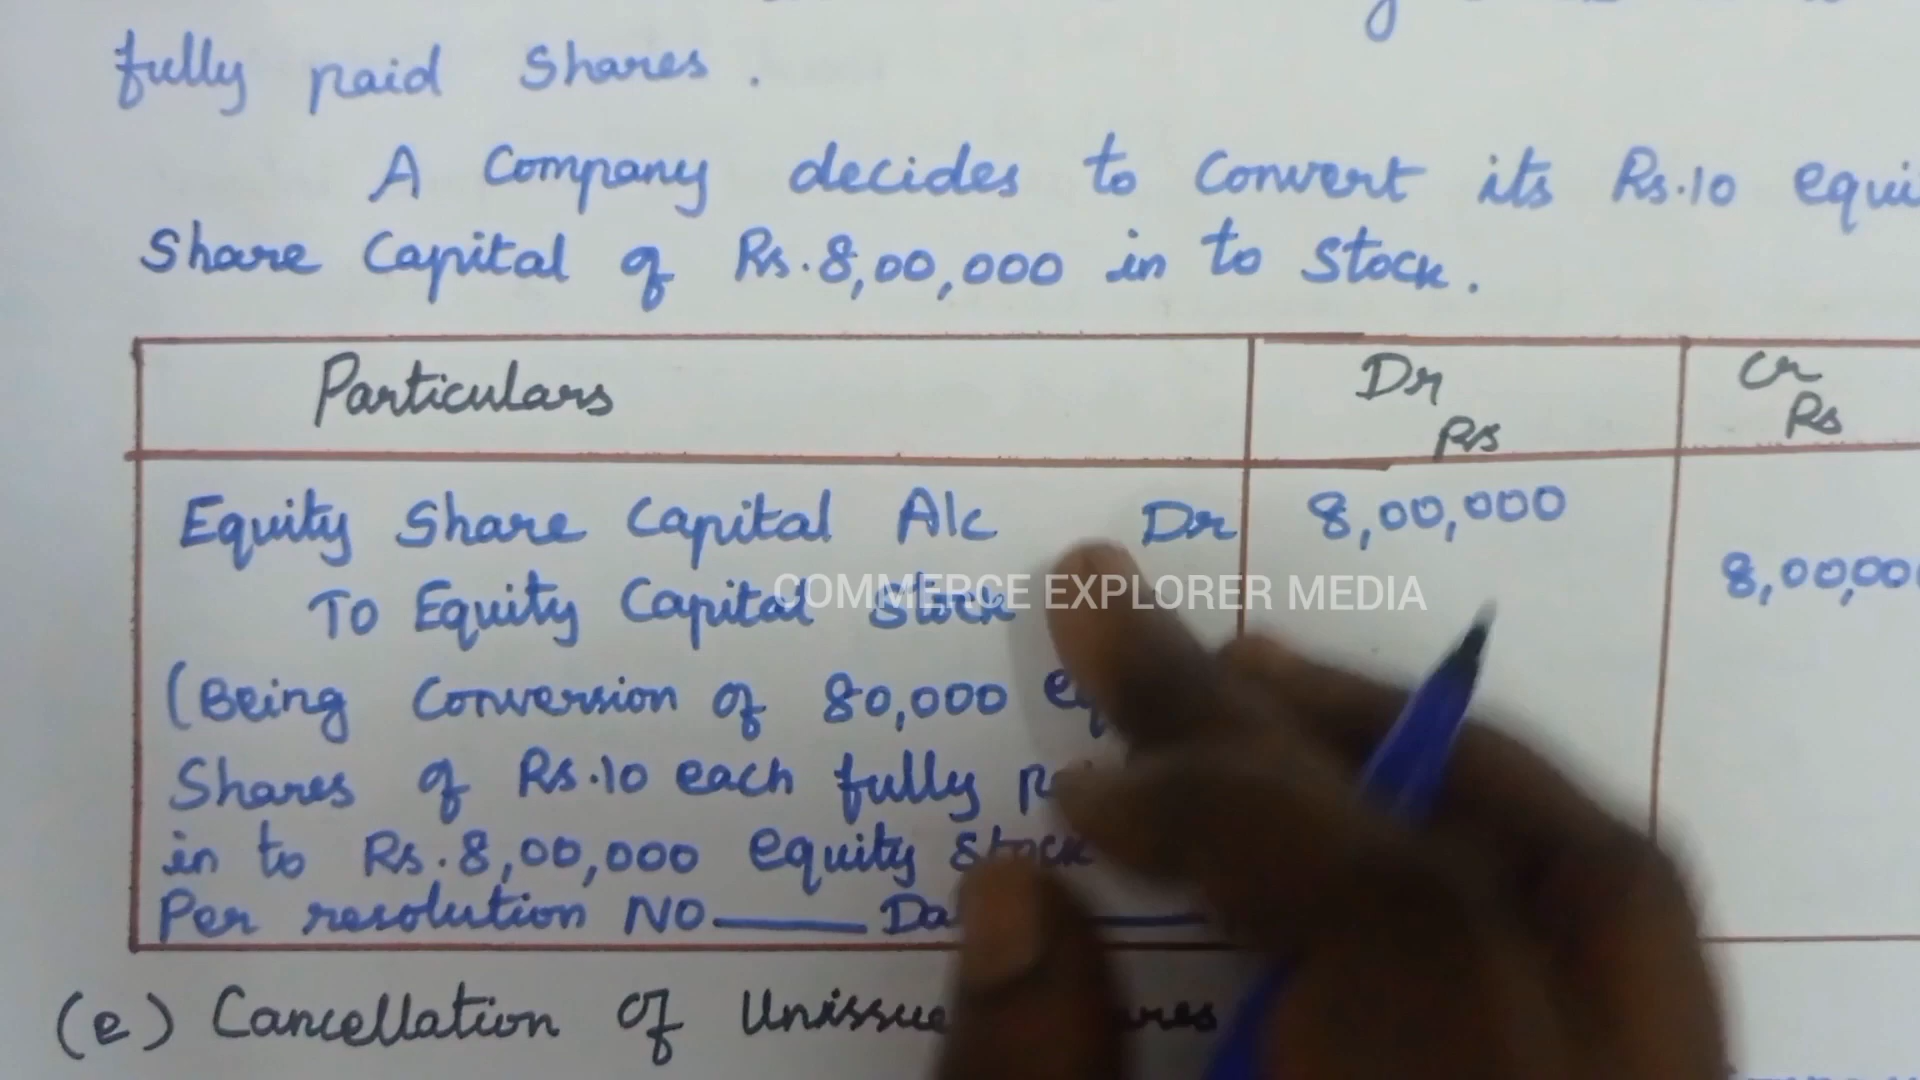 fully paid Shares.
A Company decides to Convert its Rs.10
Share Capital of Rs.8,00,000 in to Stock.
Particulars Dr Rs Cr Rs
Equity Share Capital A/c Dr 8,00,000
To Equity Capital Stock
(Being Conversion of 80,000
Shares of Rs.10 each fully
in to Rs.8,00,000 equity Stock
Per resolution NO
(e) Cancellation of
COMMERCE EXPLORER MEDIA